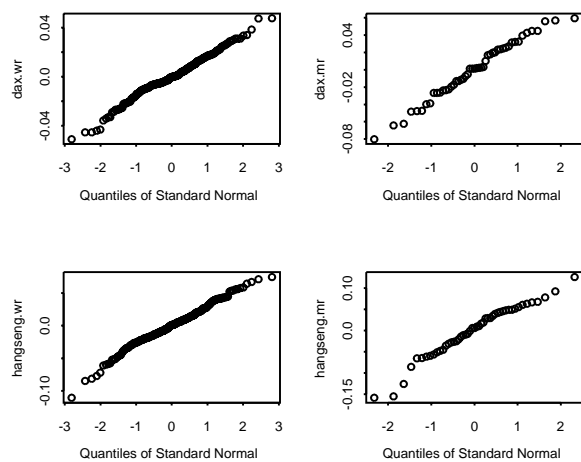 dax.wr
0.04
0.0
-0.04
-3 -2 -1 0 1 2 3
Quantiles of Standard Normal
dax.mr
0.04
-0.02
-0.08
-2 -1 0 1 2
Quantiles of Standard Normal
hangseng.wr
0.0
-0.10
-3 -2 -1 0 1 2 3
Quantiles of Standard Normal
hangseng.mr
0.10
0.0
-0.15
-2 -1 0 1 2
Quantiles of Standard Normal